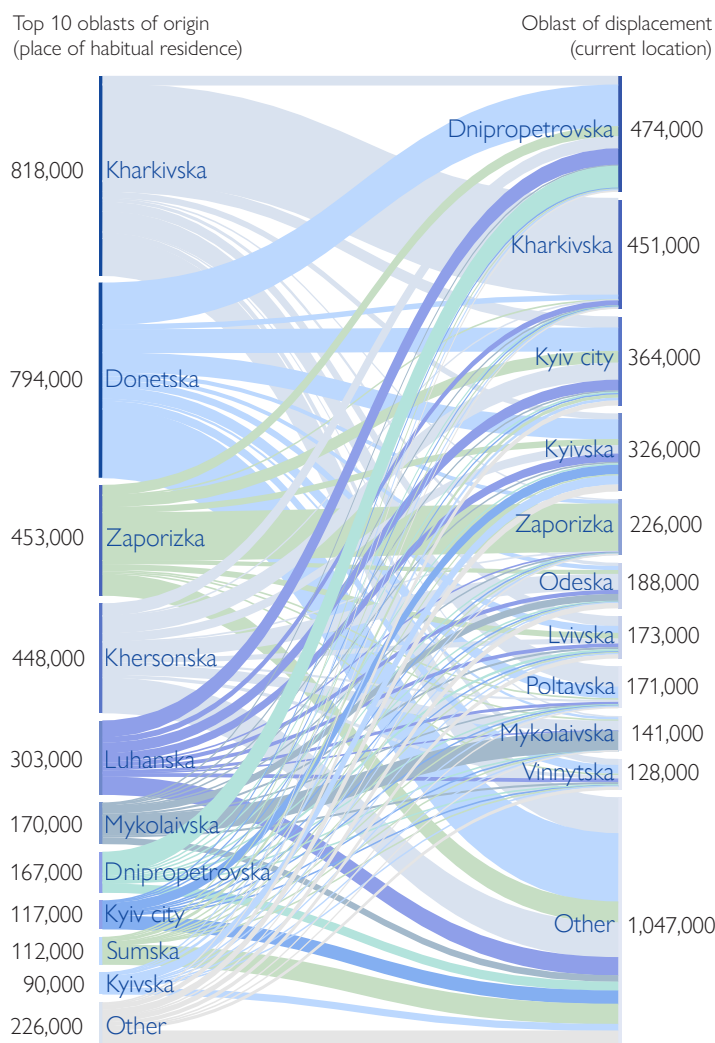 Top 10 oblasts of origin
(place of habitual residence)
Oblast of displacement
(current location)
818,000 Kharkivska
794,000 Donetska
453,000 Zaporizka
448,000 Khersonska
303,000 Luhanska
170,000 Mykolaivska
167,000 Dnipropetrovska
117,000 Kyiv city
112,000 Sumska
90,000 Kyivska
226,000 Other
Dnipropetrovska 474,000
Kharkivska 451,000
Kyiv city 364,000
Kyivska 326,000
Zaporizka 226,000
Odeska 188,000
Lvivska 173,000
Poltavska 171,000
Mykolaivska 141,000
Vinnytska 128,000
Other 1,047,000